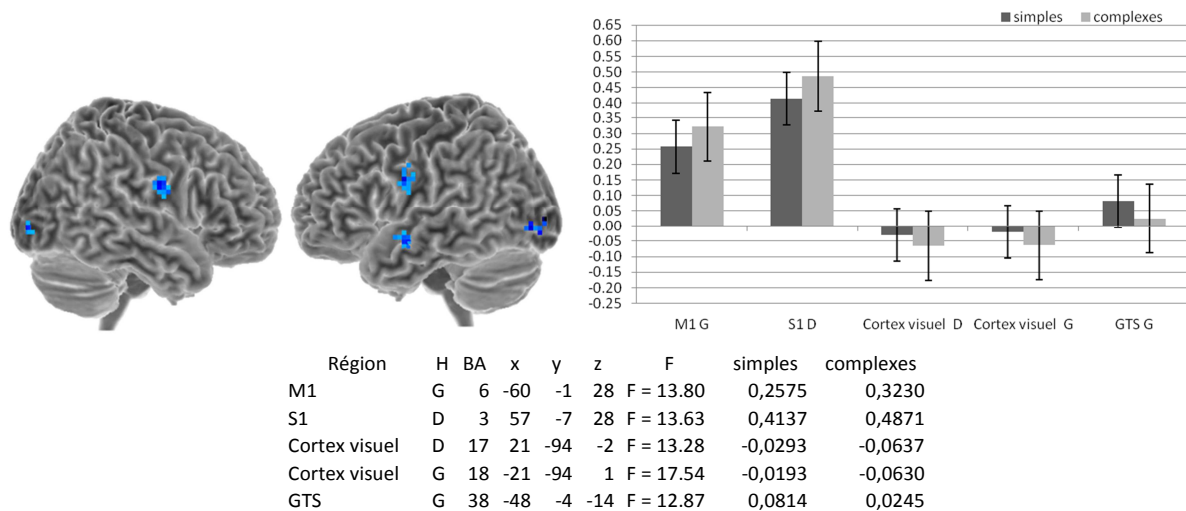 simples complexes
0.65
0.60
0.55
0.50
0.45
0.40
0.35
0.30
0.25
0.20
0.15
0.10
0.05
0.00
-0.05
-0.10
-0.15
-0.20
-0.25
M1 G S1 D Cortex visuel D Cortex visuel G GTS G
Région H BA x y z F simples complexes
M1 G 6 -60 -1 28 F = 13.80 0,2575 0,3230
S1 D 3 57 -7 28 F = 13.63 0,4137 0,4871
Cortex visuel D 17 21 -94 -2 F = 13.28 -0,0293 -0,0637
Cortex visuel G 18 -21 -94 1 F = 17.54 -0,0193 -0,0630
GTS G 38 -48 -4 -14 F = 12.87 0,0814 0,0245